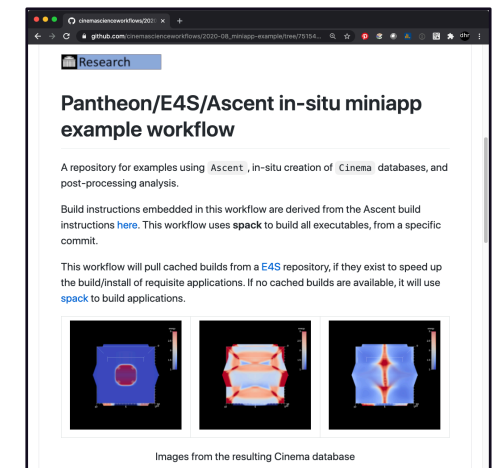 cinemascienceworkflows/2020
github.com/cinemascienceworkflows/2020-08_miniapp-example/tree/75154...
dhr
Research
Pantheon/E4S/Ascent in-situ miniapp
example workflow
A repository for examples using Ascent, in-situ creation of Cinema databases, and
post-processing analysis.
Build instructions embedded in this workflow are derived from the Ascent build
instructions here. This workflow uses spack to build all executables, from a specific
commit.
This workflow will pull cached builds from a E4S repository, if they exist to speed up
the build/install of requisite applications. If no cached builds are available, it will use
spack to build applications.
Images from the resulting Cinema database